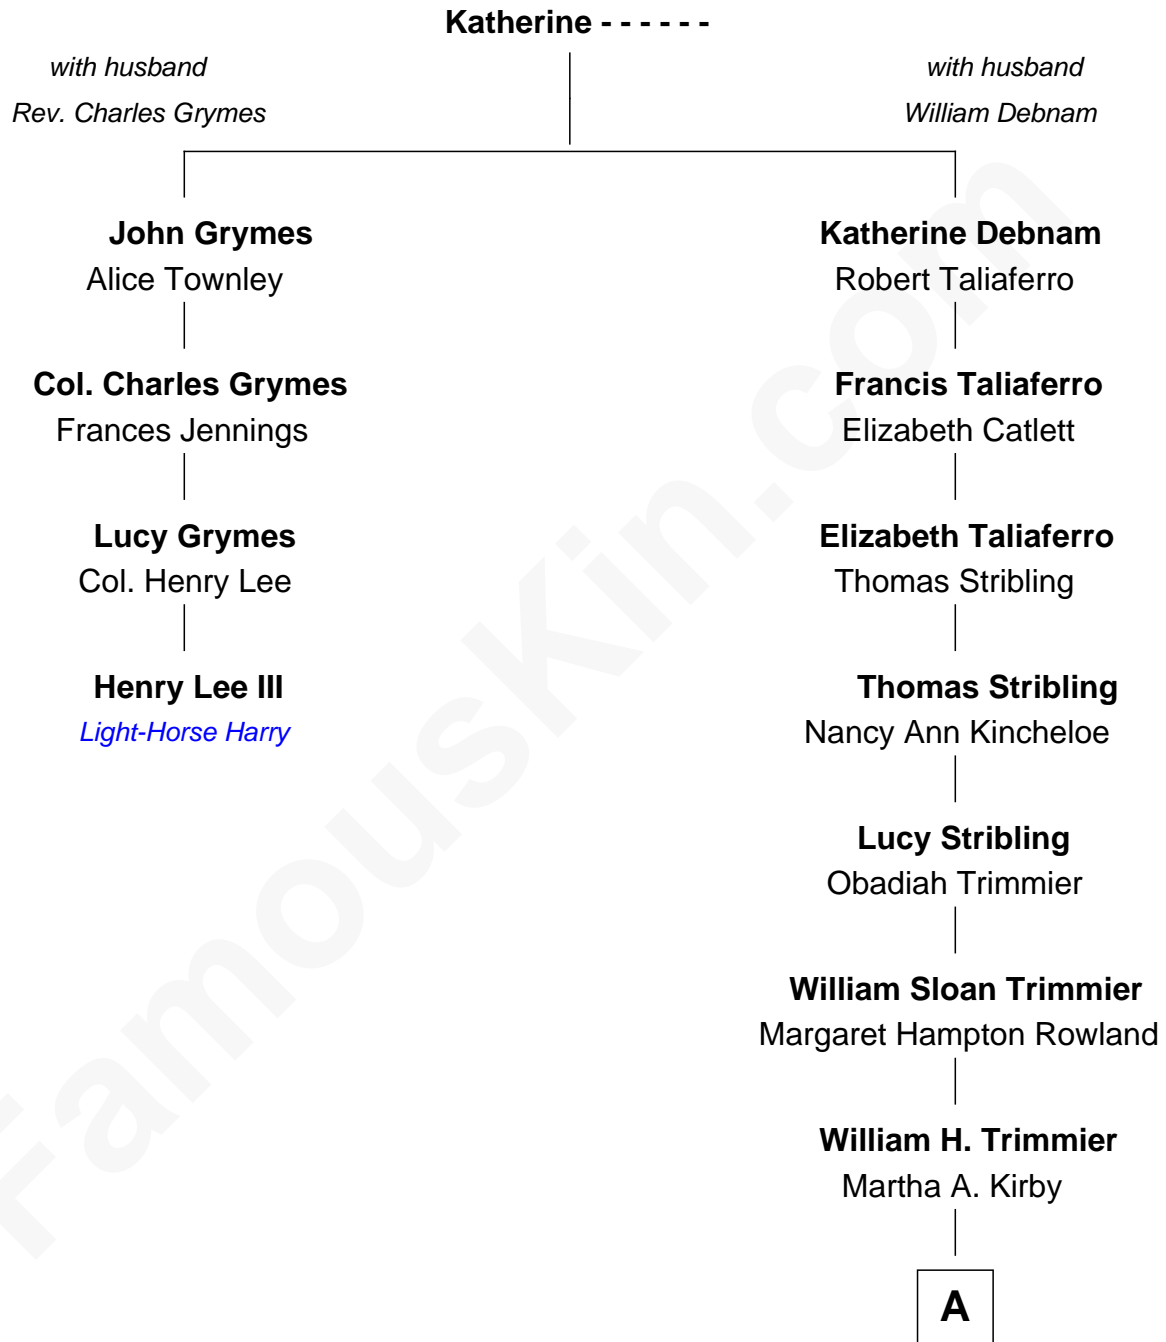 Katherine - - - - - -
with husband
Rev. Charles Grymes
with husband
William Debnam
John Grymes
Alice Townley
Col. Charles Grymes
Frances Jennings
Lucy Grymes
Col. Henry Lee
Henry Lee III
Light-Horse Harry
Katherine Debnam
Robert Taliaferro
Francis Taliaferro
Elizabeth Catlett
Elizabeth Taliaferro
Thomas Stribling
Thomas Stribling
Nancy Ann Kincheloe
Lucy Stribling
Obadiah Trimmier
William Sloan Trimmier
Margaret Hampton Rowland
William H. Trimmier
Martha A. Kirby
A
FamousKin.com